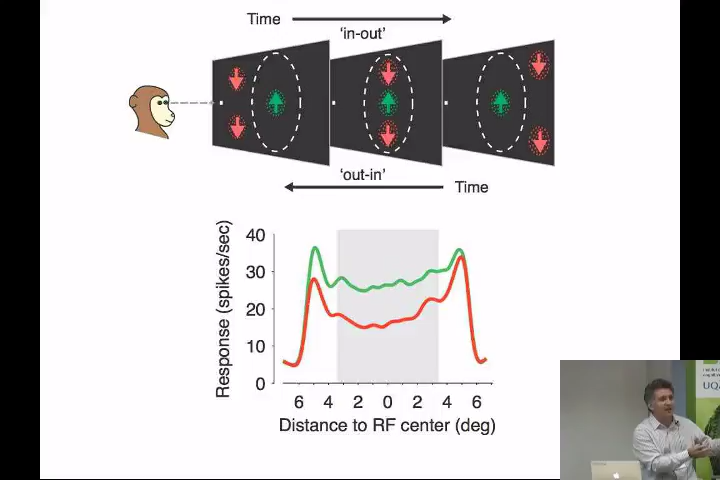 Time
'in-out'
'out-in'
Time
Response (spikes/sec)
40
30
20
10
0
6 4 2 0 2 4 6
Distance to RF center (deg)
UQ